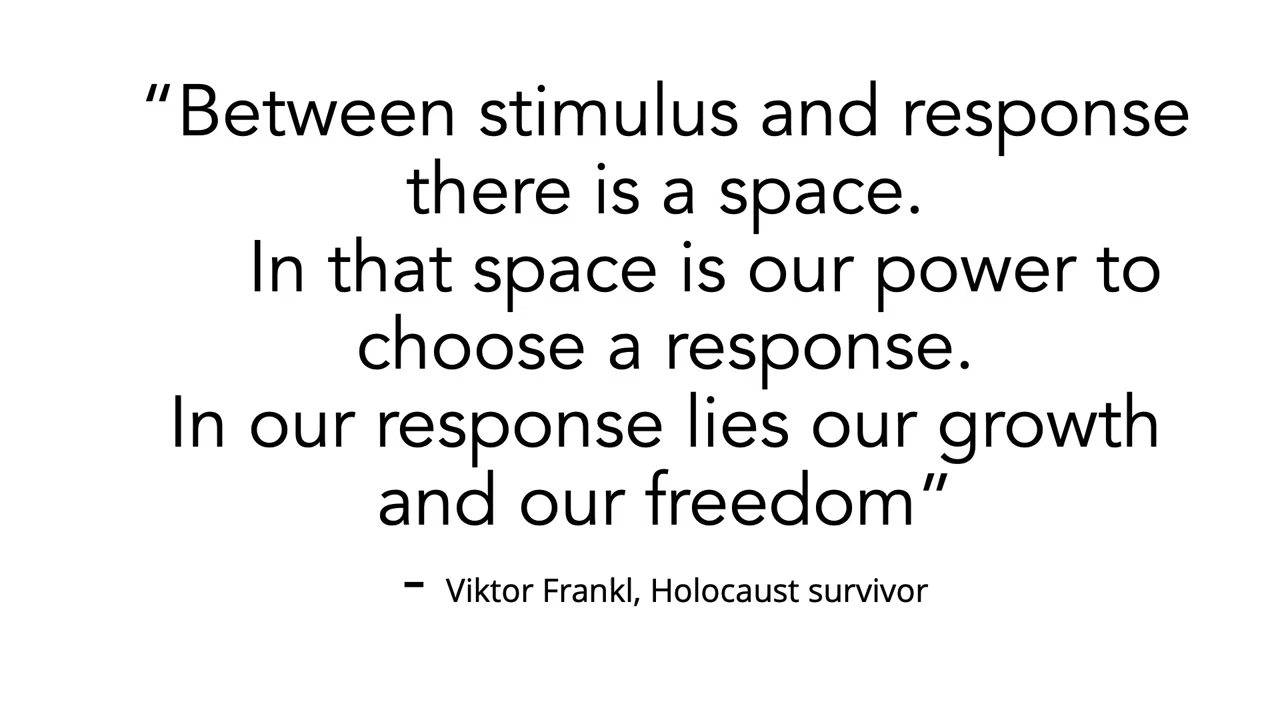 “Between stimulus and response
there is a space.
In that space is our power to
choose a response.
In our response lies our growth
and our freedom”
- Viktor Frankl, Holocaust survivor